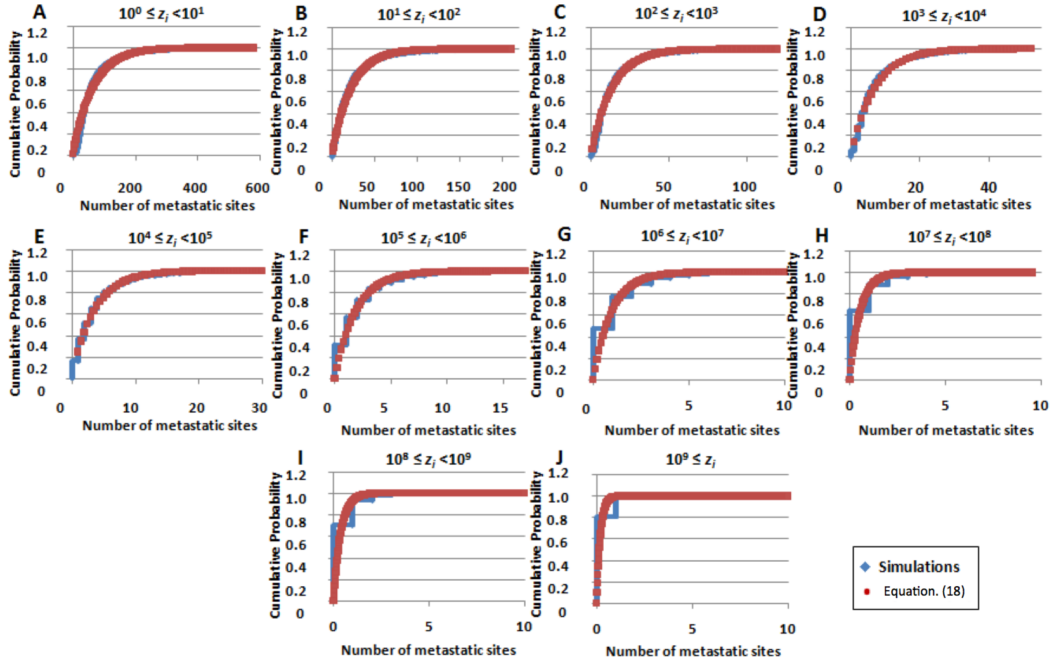 A
10⁰ ≤ zᵢ <10¹
Cumulative Probability
1.2
1.0
0.8
0.6
0.4
0.2
0
0 200 400 600
Number of metastatic sites
B
10¹ ≤ zᵢ <10²
Cumulative Probability
1.2
1.0
0.8
0.6
0.4
0.2
0
0 50 100 150 200
Number of metastatic sites
C
10² ≤ zᵢ <10³
Cumulative Probability
1.2
1.0
0.8
0.6
0.4
0.2
0
0 50 100
Number of metastatic sites
D
10³ ≤ zᵢ <10⁴
Cumulative Probability
1.2
1.0
0.8
0.6
0.4
0.2
0
0 20 40
Number of metastatic sites
E
10⁴ ≤ zᵢ <10⁵
Cumulative Probability
1.2
1.0
0.8
0.6
0.4
0.2
0
0 10 20 30
Number of metastatic sites
F
10⁵ ≤ zᵢ <10⁶
Cumulative Probability
1.2
1.0
0.8
0.6
0.4
0.2
0
0 5 10 15
Number of metastatic sites
G
10⁶ ≤ zᵢ <10⁷
Cumulative Probability
1.2
1.0
0.8
0.6
0.4
0.2
0
0 5 10
Number of metastatic sites
H
10⁷ ≤ zᵢ <10⁸
Cumulative Probability
1.2
1.0
0.8
0.6
0.4
0.2
0
0 5 10
Number of metastatic sites
I
10⁸ ≤ zᵢ <10⁹
Cumulative Probability
1.2
1.0
0.8
0.6
0.4
0.2
0
0 5 10
Number of metastatic sites
J
10⁹ ≤ zᵢ
Cumulative Probability
1.2
1.0
0.8
0.6
0.4
0.2
0
0 5 10
Number of metastatic sites
Simulations
Equation. (18)